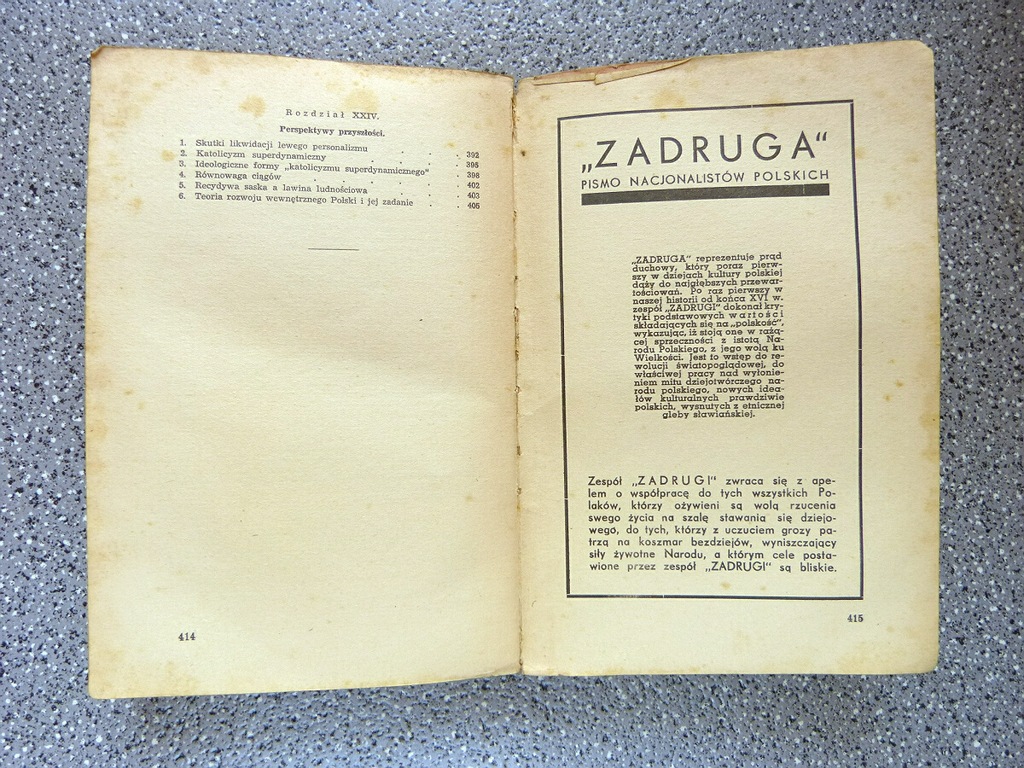 Rozdział XXIV.
Perspektywy przyszłości.
1. Skutki likwidacji lewego personalizmu . . . 392
2. Katolicyzm superdynamiczny . . . . 395
3. Ideologiczne formy „katolicyzmu superdynamicznego“ . 398
4. Równowaga ciągów . . . . . 402
5. Recydywa saska a lawina ludnościowa . . . 403
6. Teoria rozwoju wewnętrznego Polski i jej zadanie . . 405
414
„ZADRUGA“
PISMO NACJONALISTÓW POLSKICH
„ZADRUGA“ reprezentuje prąd
duchowy, który poraz pierw-
szy w dziejach kultury polskiej
dąży do najgłębszych przewar-
tościowań. Po raz pierwszy w
naszej historii od końca XVI w.
zespół „ZADRUGI“ dokonał kry-
tyki podstawowych wartości
składających się na „polskość“,
wykazując, iż stoją one w rażą-
cej sprzeczności z istotą Na-
rodu Polskiego, z jego wolą ku
Wielkości. Jest to wstęp do re-
wolucji światopoglądowej, do
właściwej pracy nad wyłonie-
niem mitu dziejotwórczego na-
rodu polskiego, nowych idea-
łów kulturalnych prawdziwie
polskich, wysnutych z etnicznej
gleby sławiańskiej.
Zespół „ZADRUGI“ zwraca się z ape-
lem o współpracę do tych wszystkich Po-
laków, którzy ożywieni są wolą rzucenia
swego życia na szalę stawania się dziejo-
wego, do tych, którzy z uczuciem grozy pa-
trzą na koszmar bezdziejów, wyniszczający
siły żywotne Narodu, a którym cele posta-
wione przez zespół „ZADRUGI“ są bliskie.
415